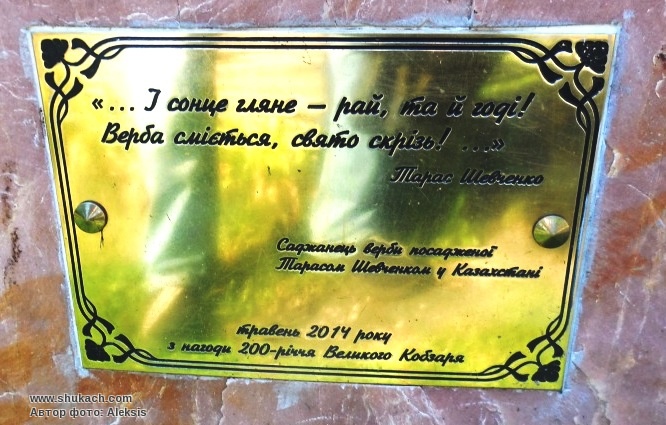 «... І сонце гляне – рай, та й годі!
Верба сміється, свято скрізь! ...»
Тарас Шевченко
Саджанець верби посадженої
Тарасом Шевченком у Казахстані
травень 2014 року
з нагоди 200-річчя Великого Кобзаря
www.shukach.com
Автор фото: Aleksis